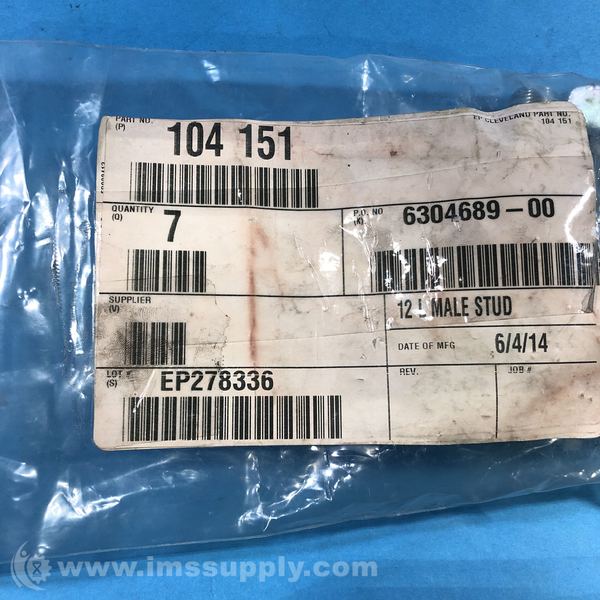 PART NO.
(P)
104 151
EP CLEVELAND PART NO.
104 151
QUANTITY
(Q)
7
P.O. NO
(K)
6304689-00
SUPPLIER
(V)
12 L MALE STUD
DATE OF MFG
6/4/14
LOT #
(S)
EP278336
REV.
JOB #
www.imssupply.com